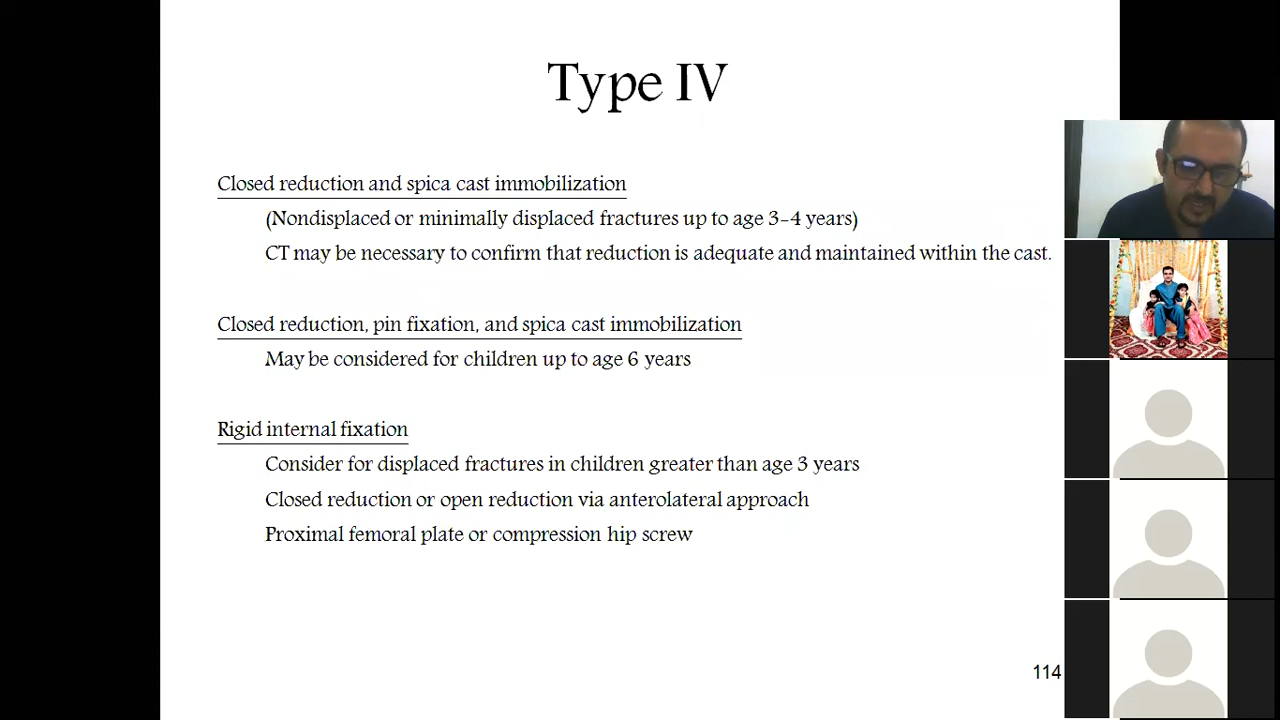 Type IV
Closed reduction and spica cast immobilization
(Nondisplaced or minimally displaced fractures up to age 3-4 years)
CT may be necessary to confirm that reduction is adequate and maintained within the cast.
Closed reduction, pin fixation, and spica cast immobilization
May be considered for children up to age 6 years
Rigid internal fixation
Consider for displaced fractures in children greater than age 3 years
Closed reduction or open reduction via anterolateral approach
Proximal femoral plate or compression hip screw
114